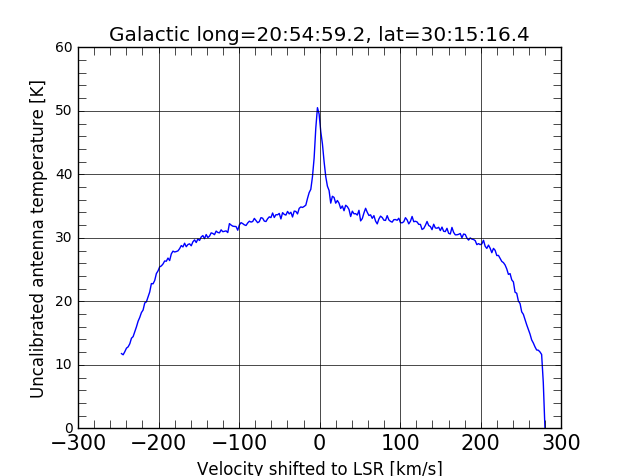 Galactic long=20:54:59.2, lat=30:15:16.4
Uncalibrated antenna temperature [K]
60
50
40
30
20
10
0
−300 −200 −100 0 100 200 300
Velocity shifted to LSR [km/s]